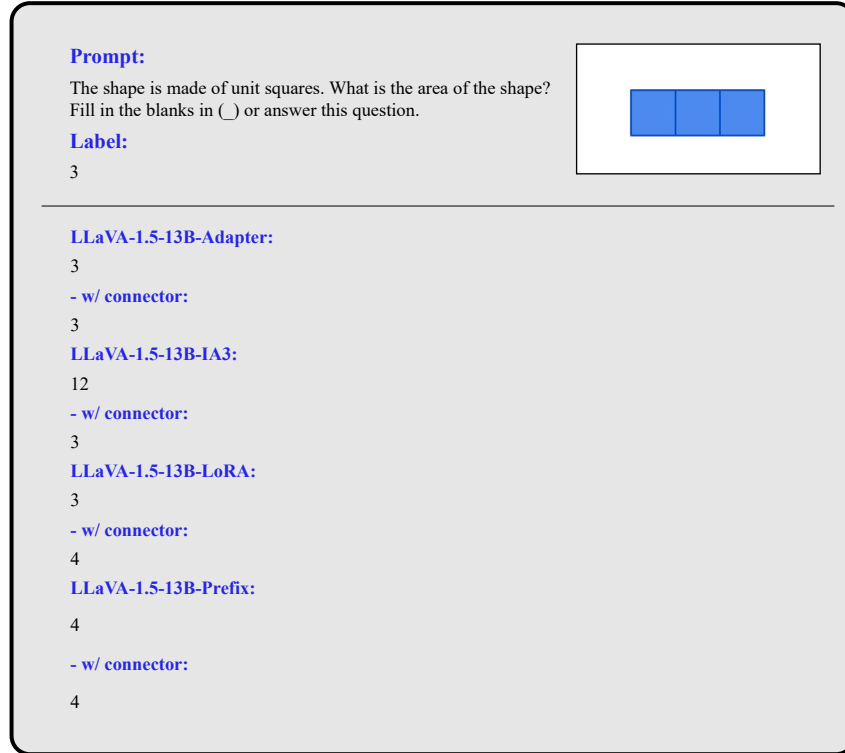 Prompt:
The shape is made of unit squares. What is the area of the shape?
Fill in the blanks in (_) or answer this question.
Label:
3
LLaVA-1.5-13B-Adapter:
3
- w/ connector:
3
LLaVA-1.5-13B-IA3:
12
- w/ connector:
3
LLaVA-1.5-13B-LoRA:
3
- w/ connector:
4
LLaVA-1.5-13B-Prefix:
4
- w/ connector:
4